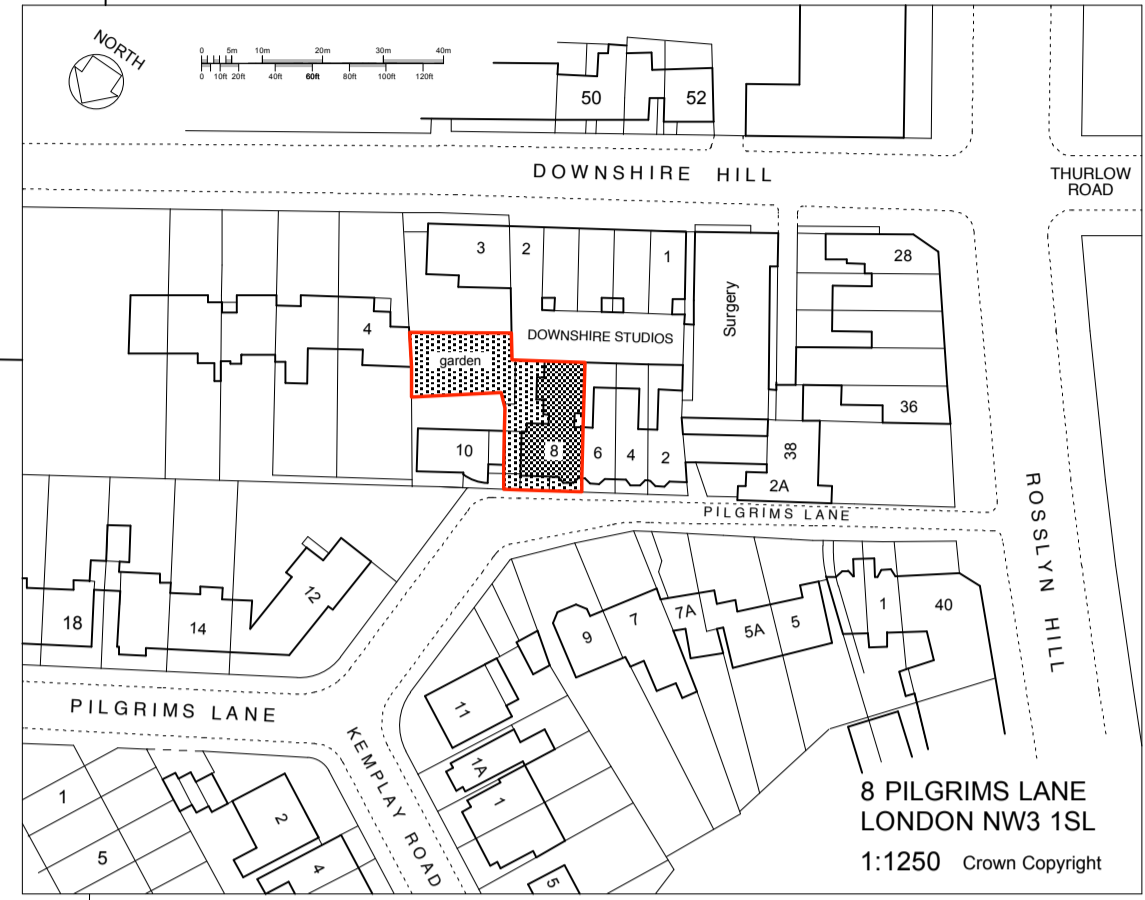 NORTH
0 5m 10m 20m 30m 40m
0 10ft 20ft 40ft 60ft 80ft 100ft 120ft
50 52
DOWNSHIRE HILL
THURLOW
ROAD
3 2 1
Surgery
28
4
DOWNSHIRE STUDIOS
garden
36
10 8 6 4 2
38
2A
PILGRIMS LANE
ROSSLYN HILL
12
18 14
9 7 7A 5A 5 1 40
11
PILGRIMS LANE
KEMPLAY ROAD
1A
1
1
2
5
4
5
8 PILGRIMS LANE
LONDON NW3 1SL
1:1250 Crown Copyright